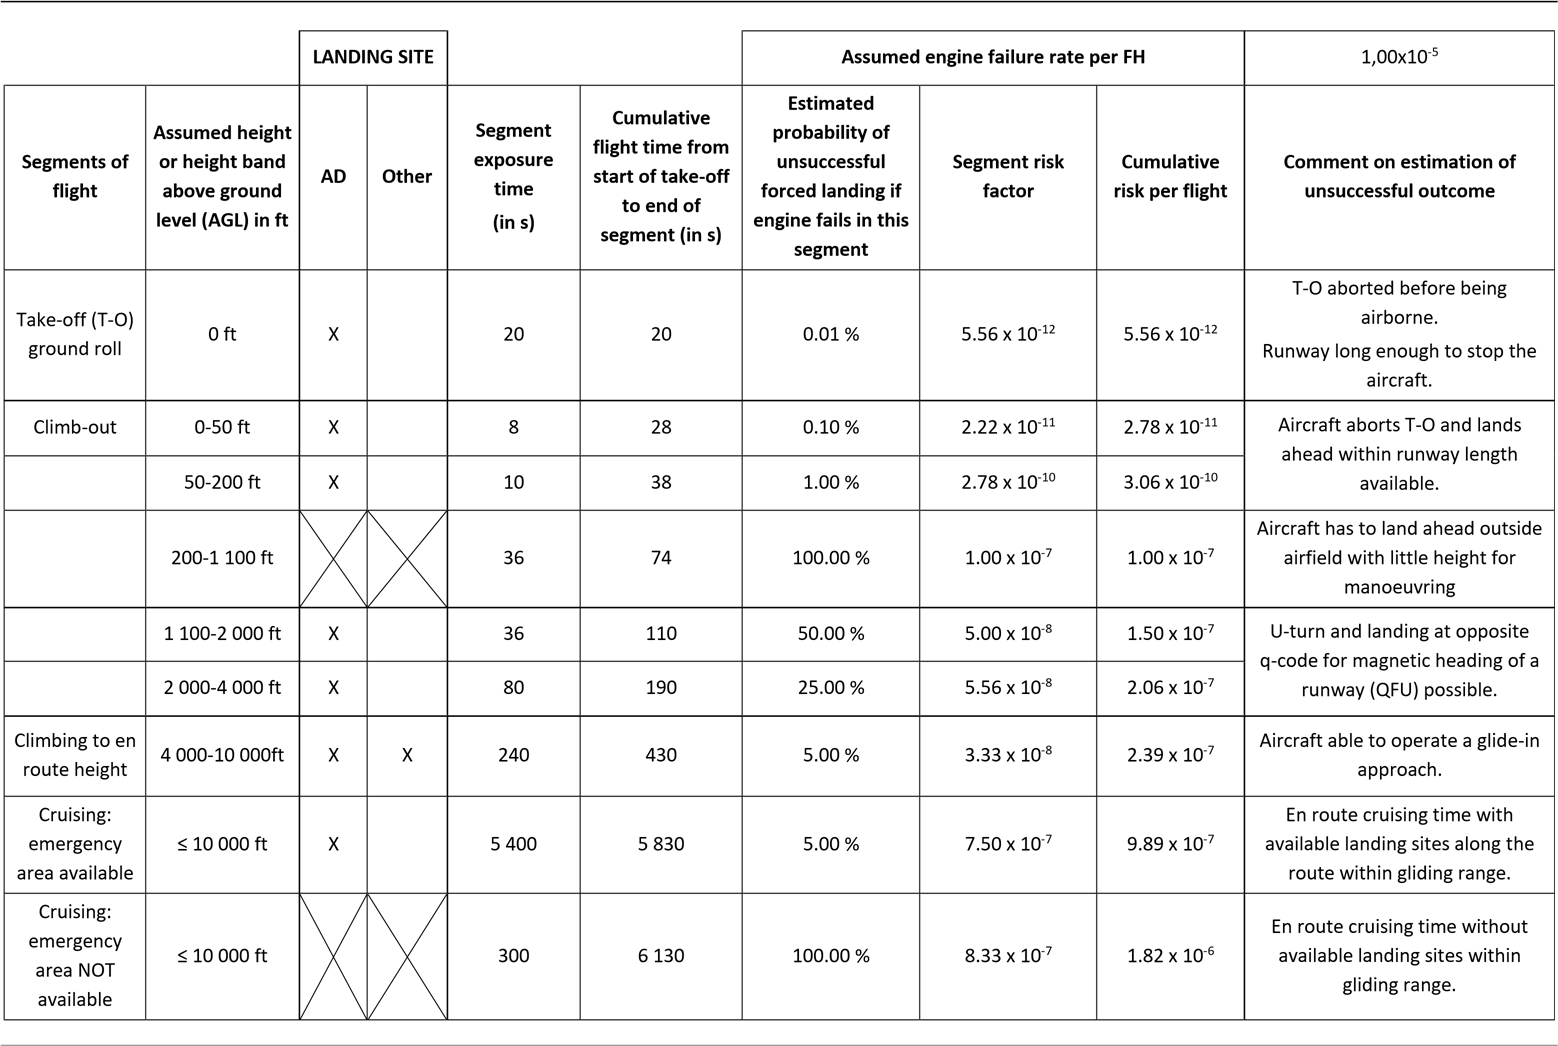 LANDING SITE
Assumed engine failure rate per FH
1,00x10⁻⁵
Segments of
flight
Assumed height
or height band
above ground
level (AGL) in ft
AD
Other
Segment
exposure
time
(in s)
Cumulative
flight time from
start of take-off
to end of
segment (in s)
Estimated
probability of
unsuccessful
forced landing if
engine fails in this
segment
Segment risk
factor
Cumulative
risk per flight
Comment on estimation of
unsuccessful outcome
Take-off (T-O)
ground roll
0 ft
X
20
20
0.01 %
5.56 x 10⁻¹²
5.56 x 10⁻¹²
T-O aborted before being
airborne.
Runway long enough to stop the
aircraft.
Climb-out
0-50 ft
X
8
28
0.10 %
2.22 x 10⁻¹¹
2.78 x 10⁻¹¹
Aircraft aborts T-O and lands
ahead within runway length
available.
50-200 ft
X
10
38
1.00 %
2.78 x 10⁻¹⁰
3.06 x 10⁻¹⁰
200-1 100 ft
36
74
100.00 %
1.00 x 10⁻⁷
1.00 x 10⁻⁷
Aircraft has to land ahead outside
airfield with little height for
manoeuvring
1 100-2 000 ft
X
36
110
50.00 %
5.00 x 10⁻⁸
1.50 x 10⁻⁷
U-turn and landing at opposite
q-code for magnetic heading of a
runway (QFU) possible.
2 000-4 000 ft
X
80
190
25.00 %
5.56 x 10⁻⁸
2.06 x 10⁻⁷
Climbing to en
route height
4 000-10 000ft
X
X
240
430
5.00 %
3.33 x 10⁻⁸
2.39 x 10⁻⁷
Aircraft able to operate a glide-in
approach.
Cruising:
emergency
area available
≤ 10 000 ft
X
5 400
5 830
5.00 %
7.50 x 10⁻⁷
9.89 x 10⁻⁷
En route cruising time with
available landing sites along the
route within gliding range.
Cruising:
emergency
area NOT
available
≤ 10 000 ft
300
6 130
100.00 %
8.33 x 10⁻⁷
1.82 x 10⁻⁶
En route cruising time without
available landing sites within
gliding range.